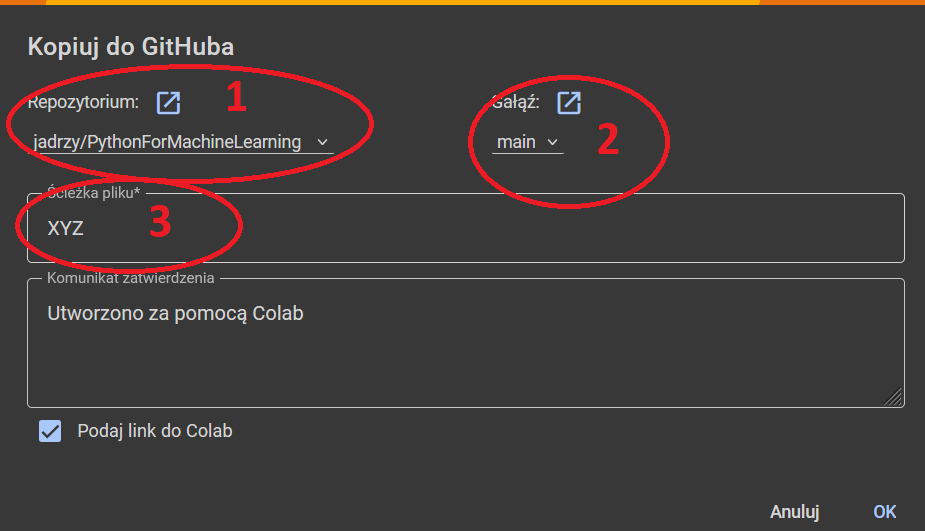 Kopiuj do GitHuba
Repozytorium: 1
jadrzy/PythonForMachineLearning
Gałąź:
main 2
Ścieżka pliku*
XYZ 3
Komunikat zatwierdzenia
Utworzono za pomocą Colab
Podaj link do Colab
Anuluj OK